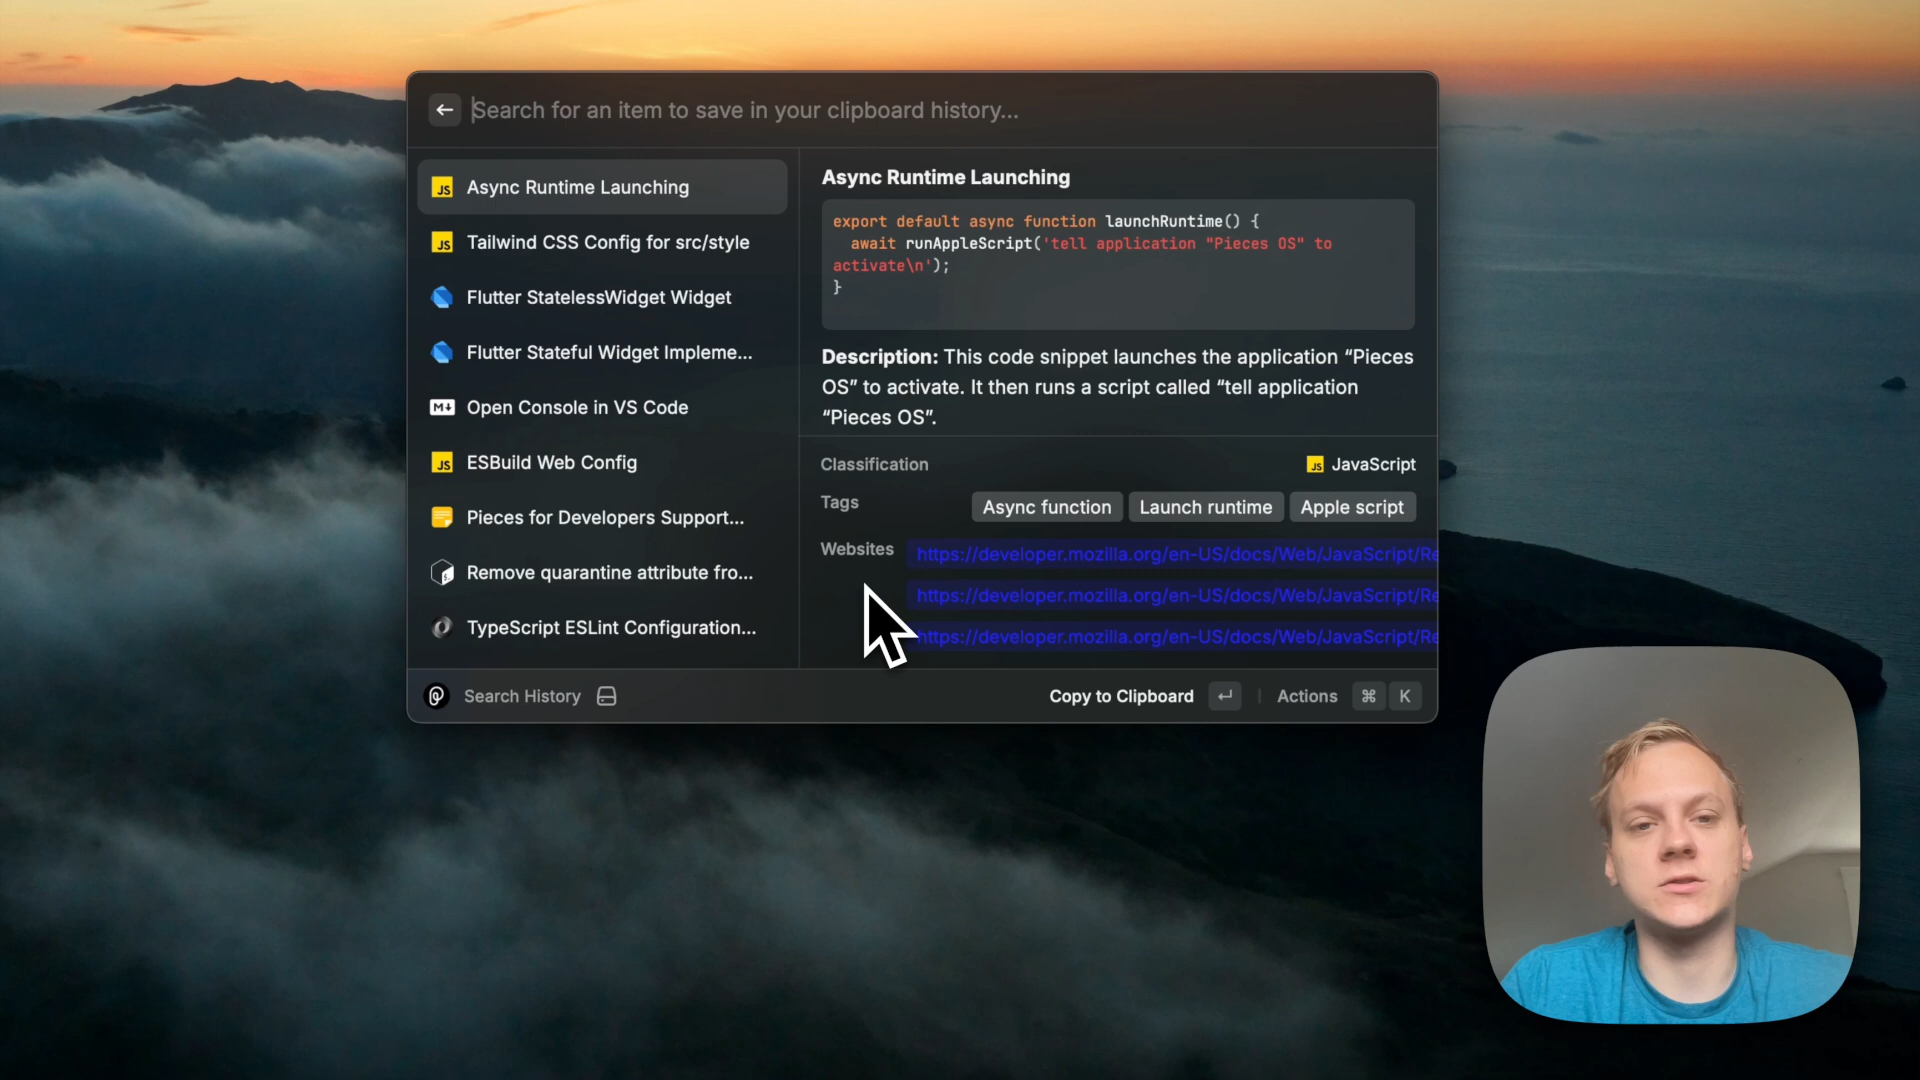 Search for an item to save in your clipboard history...
JS Async Runtime Launching
JS Tailwind CSS Config for src/style
Flutter StatelessWidget Widget
Flutter Stateful Widget Impleme...
M↓ Open Console in VS Code
JS ESBuild Web Config
Pieces for Developers Support...
Remove quarantine attribute fro...
TypeScript ESLint Configuration...
Async Runtime Launching
export default async function launchRuntime() {
await runAppleScript('tell application "Pieces OS" to
activate\n');
}
Description: This code snippet launches the application “Pieces
OS” to activate. It then runs a script called “tell application
“Pieces OS”.
Classification JS JavaScript
Tags Async function Launch runtime Apple script
Websites https://developer.mozilla.org/en-US/docs/Web/JavaScript/Re
https://developer.mozilla.org/en-US/docs/Web/JavaScript/Re
https://developer.mozilla.org/en-US/docs/Web/JavaScript/Re
Search History Copy to Clipboard ↵ Actions ⌘ K